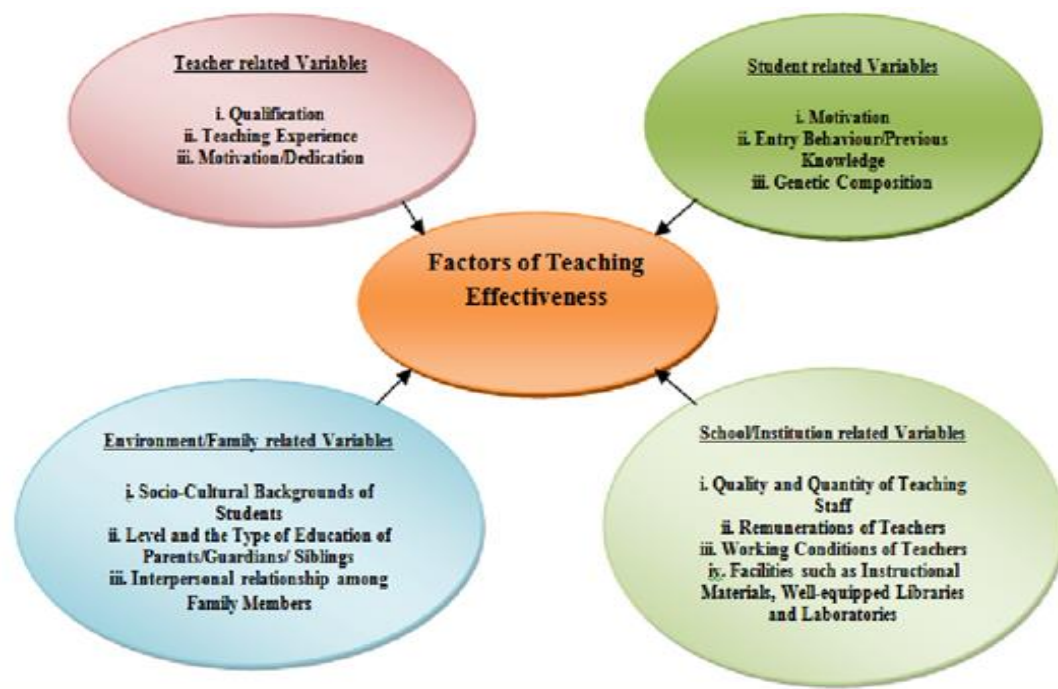 Teacher related Variables
i. Qualification
ii. Teaching Experience
iii. Motivation/Dedication
Student related Variables
i. Motivation
ii. Entry Behaviour/Previous
Knowledge
iii. Genetic Composition
Factors of Teaching
Effectiveness
Environment/Family related Variables
i. Socio-Cultural Backgrounds of
Students
ii. Level and the Type of Education of
Parents/Guardians/ Siblings
iii. Interpersonal relationship among
Family Members
School/Institution related Variables
i. Quality and Quantity of Teaching
Staff
ii. Remunerations of Teachers
iii. Working Conditions of Teachers
iv. Facilities such as Instructional
Materials, Well-equipped Libraries
and Laboratories